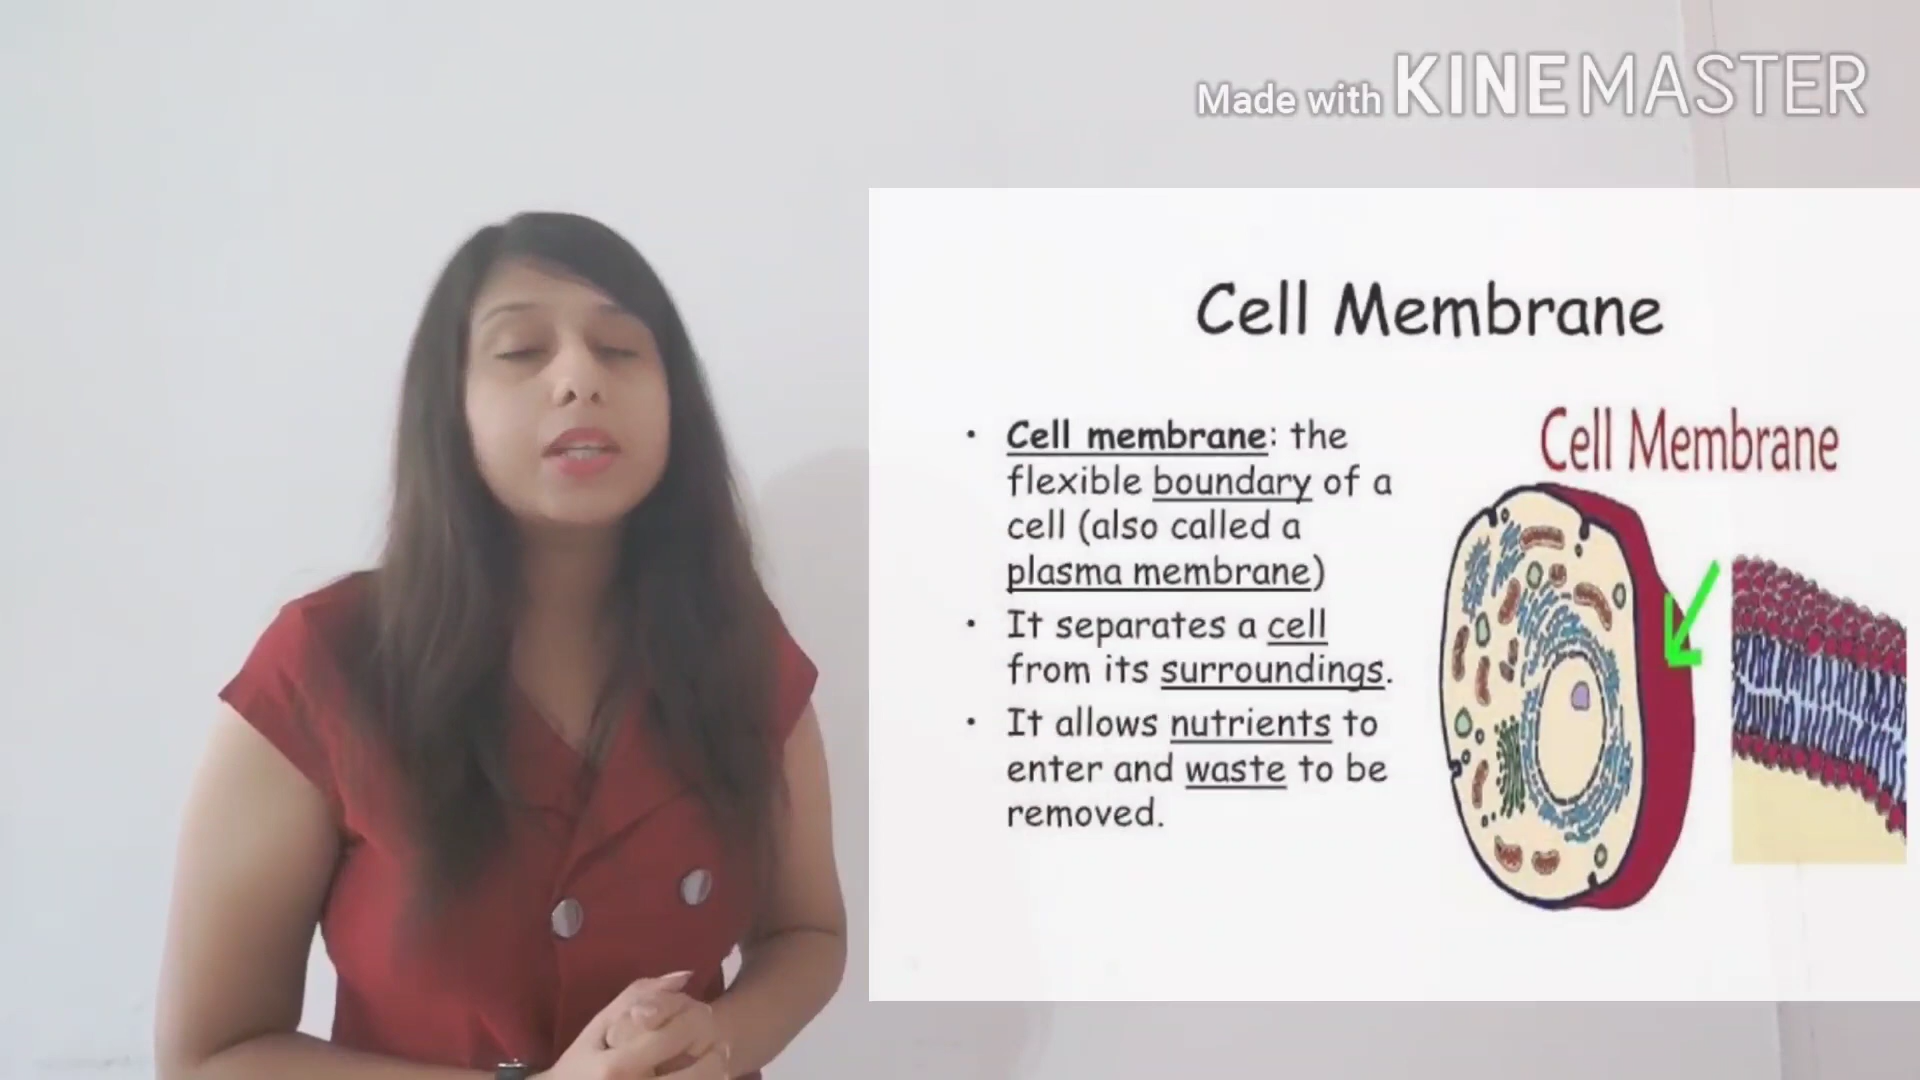 Made with KINEMASTER
Cell Membrane
• Cell membrane: the
flexible boundary of a
cell (also called a
plasma membrane)
• It separates a cell
from its surroundings.
• It allows nutrients to
enter and waste to be
removed.
Cell Membrane